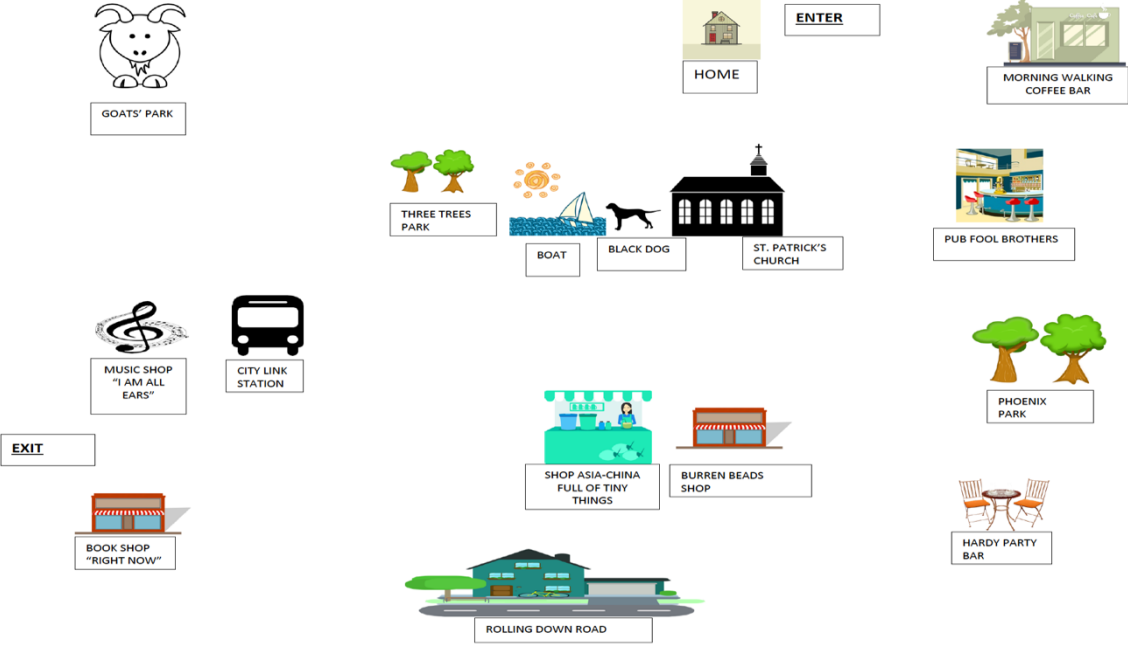 HOME
ENTER
MORNING WALKING
COFFEE BAR
GOATS' PARK
THREE TREES
PARK
BOAT
BLACK DOG
ST. PATRICK'S
CHURCH
PUB FOOL BROTHERS
MUSIC SHOP
"I AM ALL
EARS"
CITY LINK
STATION
PHOENIX
PARK
EXIT
SHOP ASIA-CHINA
FULL OF TINY
THINGS
BURREN BEADS
SHOP
BOOK SHOP
"RIGHT NOW"
HARDY PARTY
BAR
ROLLING DOWN ROAD